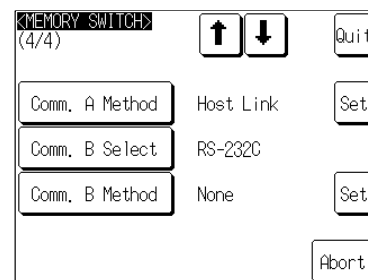 <MEMORY SWITCH>
(4/4)
Quit
Comm. A Method Host Link Set
Comm. B Select RS-232C
Comm. B Method None Set
Abort